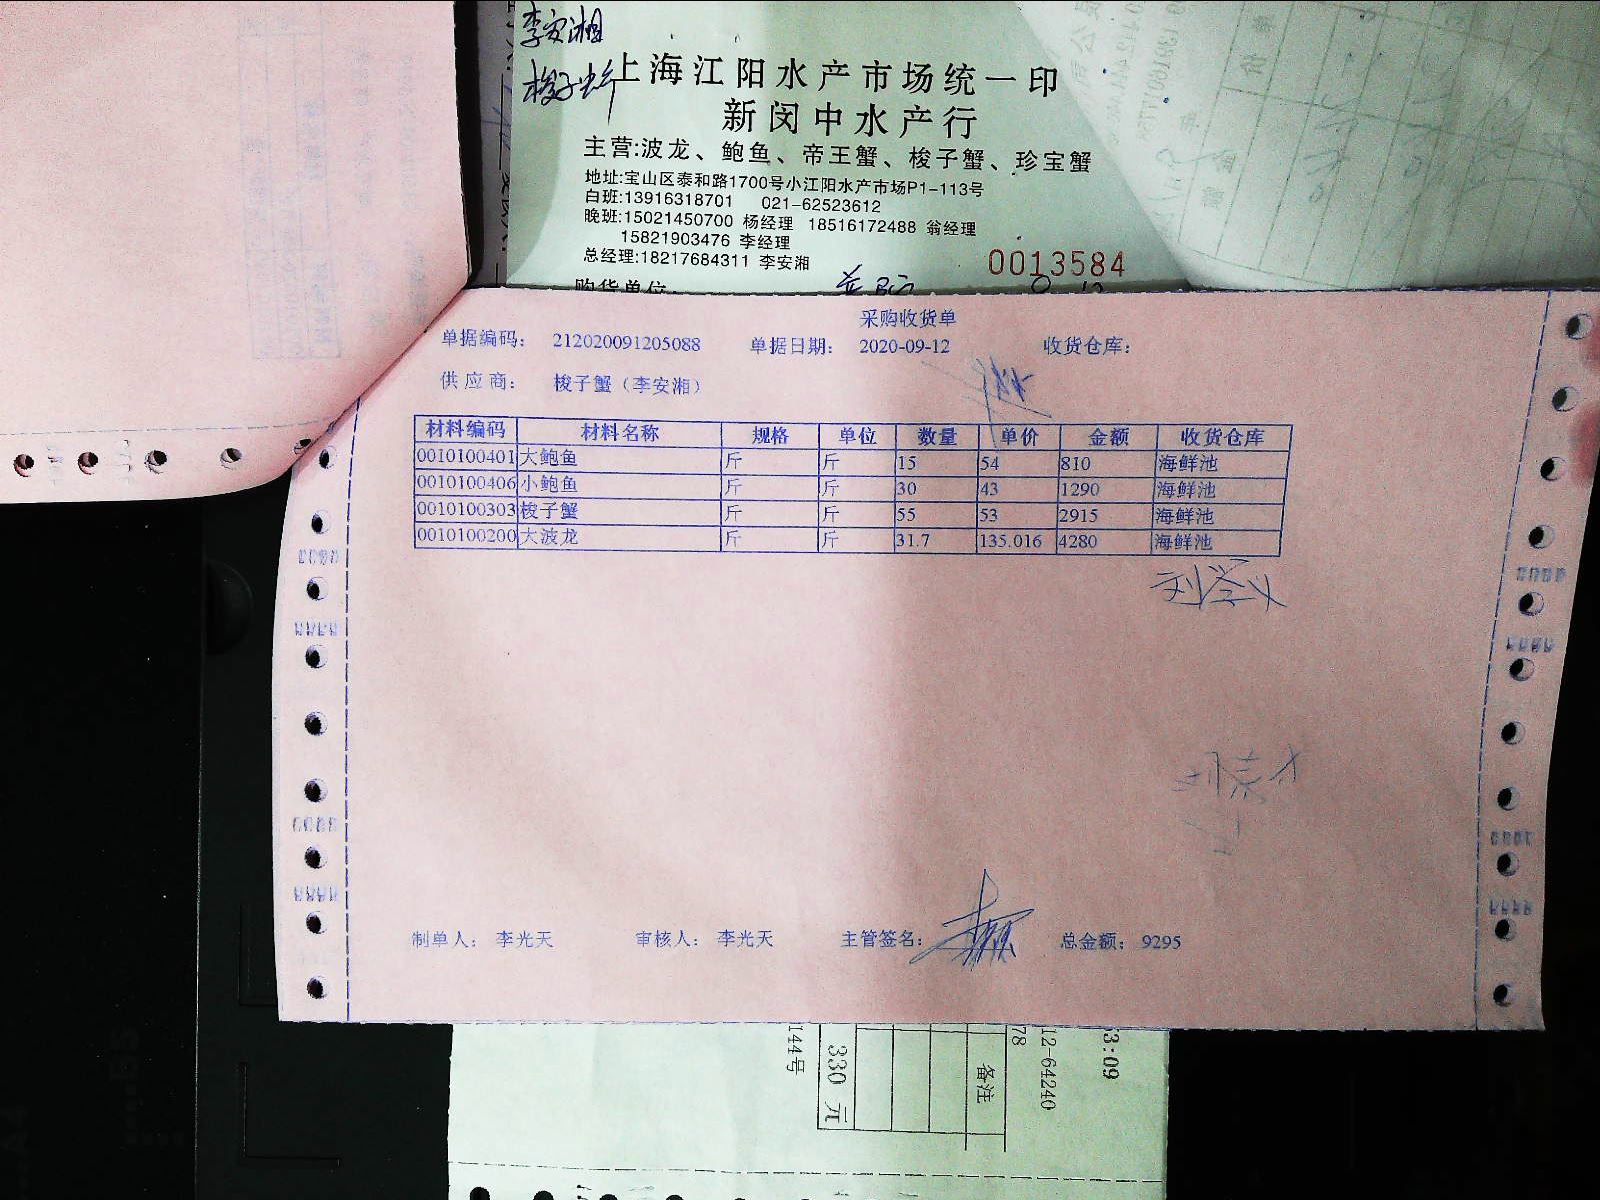 李安湘
梭子蟹
上海江阳水产市场统一印
新闵中水产行
主营:波龙、鲍鱼、帝王蟹、梭子蟹、珍宝蟹
地址:宝山区泰和路1700号小江阳水产市场P1-113号
白班:13916318701 021-62523612
晚班:15021450700 杨经理 18516172488 翁经理
15821903476 李经理
总经理:18217684311 李安湘
0013584
购货单位:
采购收货单
单据编码: 212020091205088 单据日期: 2020-09-12 收货仓库:
供应商: 梭子蟹（李安湘）
材料编码 材料名称 规格 单位 数量 单价 金额 收货仓库
0010100401 大鲍鱼 斤 斤 15 54 810 海鲜池
0010100406 小鲍鱼 斤 斤 30 43 1290 海鲜池
0010100303 梭子蟹 斤 斤 55 53 2915 海鲜池
0010100200 大波龙 斤 斤 31.7 135.016 4280 海鲜池
制单人: 李光天 审核人: 李光天 主管签名: 总金额: 9295
3:09
12-64240
78
备注
330 元
144号